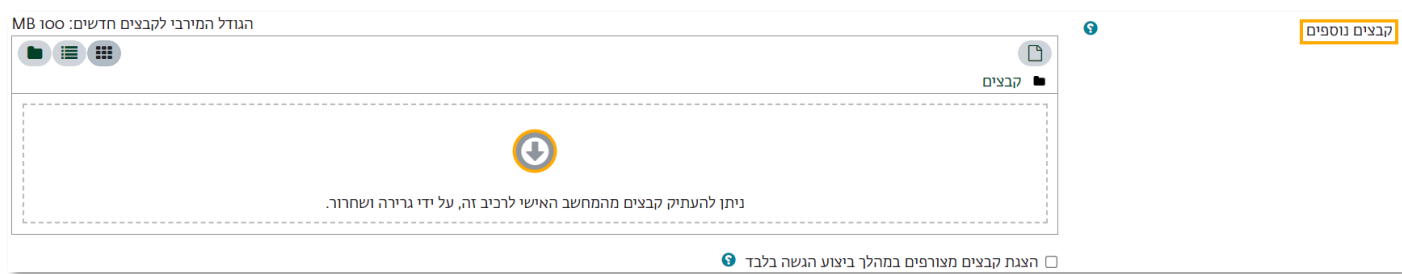 קבצים נוספים
הגודל המירבי לקבצים חדשים: 100 MB
קבצים
ניתן להעתיק קבצים מהמחשב האישי לרכיב זה, על ידי גרירה ושחרור.
הצגת קבצים מצורפים במהלך ביצוע הגשה בלבד